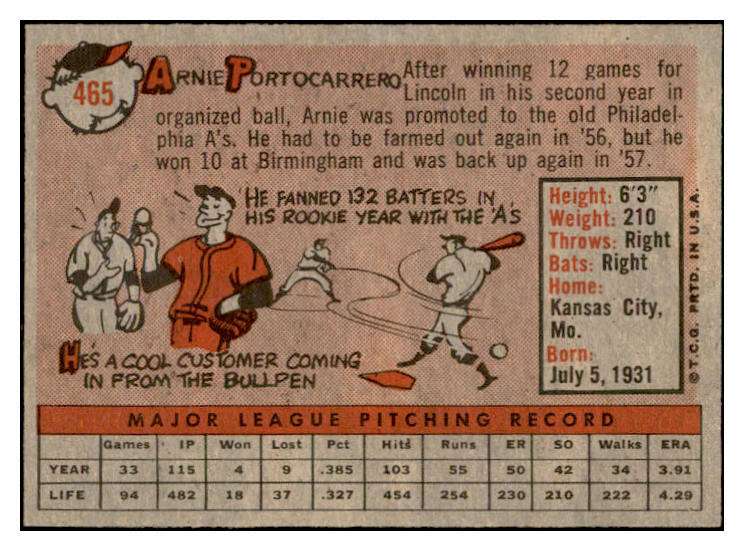 465
ARNIE PORTOCARRERO
After winning 12 games for
Lincoln in his second year in
organized ball, Arnie was promoted to the old Philadel-
phia A's. He had to be farmed out again in '56, but he
won 10 at Birmingham and was back up again in '57.
HE FANNED 132 BATTERS IN
HIS ROOKIE YEAR WITH THE 'A's
HE'S A COOL CUSTOMER COMING
IN FROM THE BULLPEN
Height: 6'3"
Weight: 210
Throws: Right
Bats: Right
Home:
Kansas City,
Mo.
Born:
July 5, 1931
© T.C.G. PRTD. IN U.S.A.
MAJOR LEAGUE PITCHING RECORD
Games IP Won Lost Pct Hits Runs ER SO Walks ERA
YEAR 33 115 4 9 .385 103 55 50 42 34 3.91
LIFE 94 482 18 37 .327 454 254 230 210 222 4.29